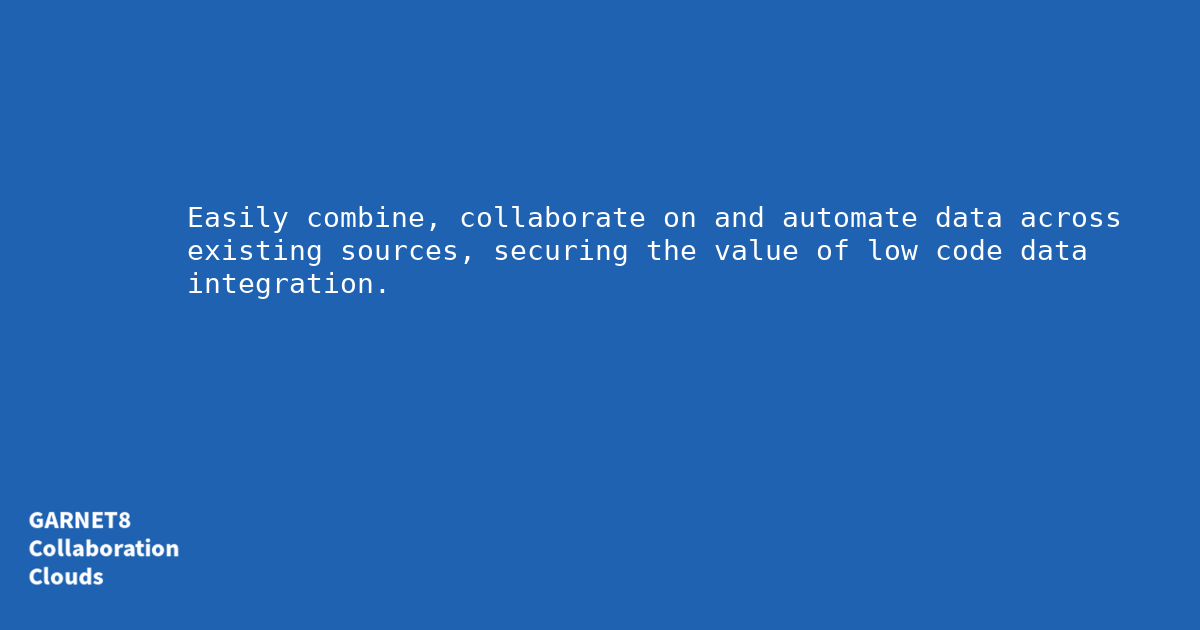 Easily combine, collaborate on and automate data across
existing sources, securing the value of low code data
integration.
GARNET8
Collaboration
Clouds